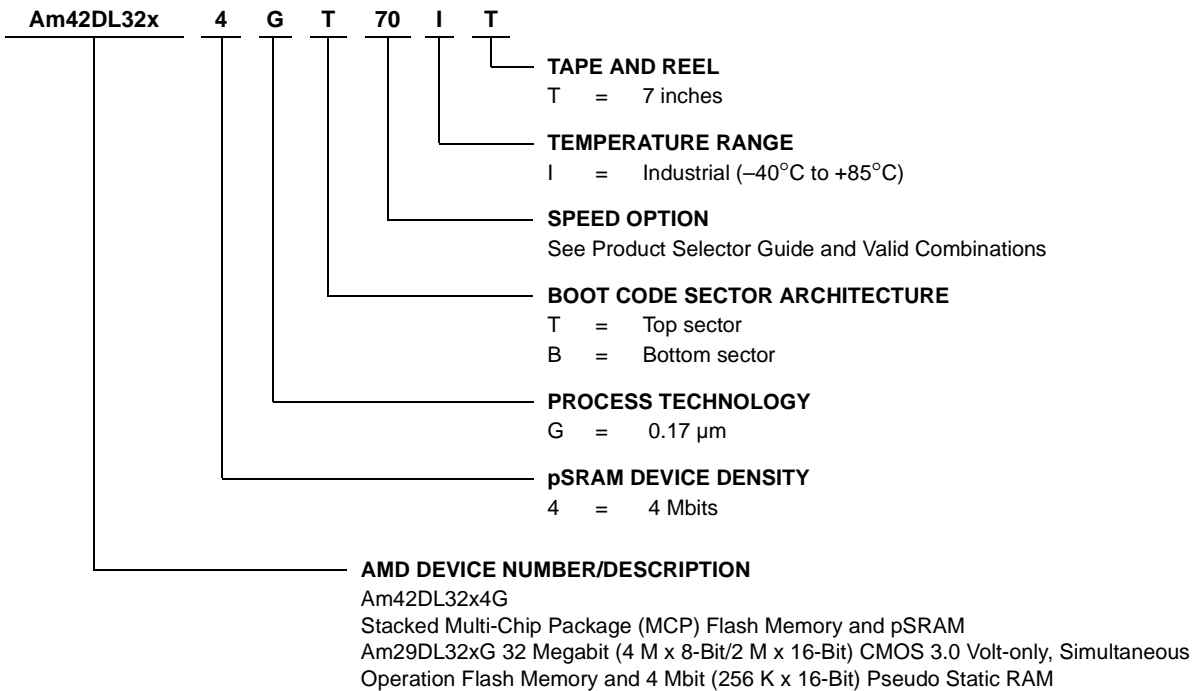 Am42DL32x 4 G T 70 I T
TAPE AND REEL
T = 7 inches
TEMPERATURE RANGE
I = Industrial (–40°C to +85°C)
SPEED OPTION
See Product Selector Guide and Valid Combinations
BOOT CODE SECTOR ARCHITECTURE
T = Top sector
B = Bottom sector
PROCESS TECHNOLOGY
G = 0.17 µm
pSRAM DEVICE DENSITY
4 = 4 Mbits
AMD DEVICE NUMBER/DESCRIPTION
Am42DL32x4G
Stacked Multi-Chip Package (MCP) Flash Memory and pSRAM
Am29DL32xG 32 Megabit (4 M x 8-Bit/2 M x 16-Bit) CMOS 3.0 Volt-only, Simultaneous
Operation Flash Memory and 4 Mbit (256 K x 16-Bit) Pseudo Static RAM